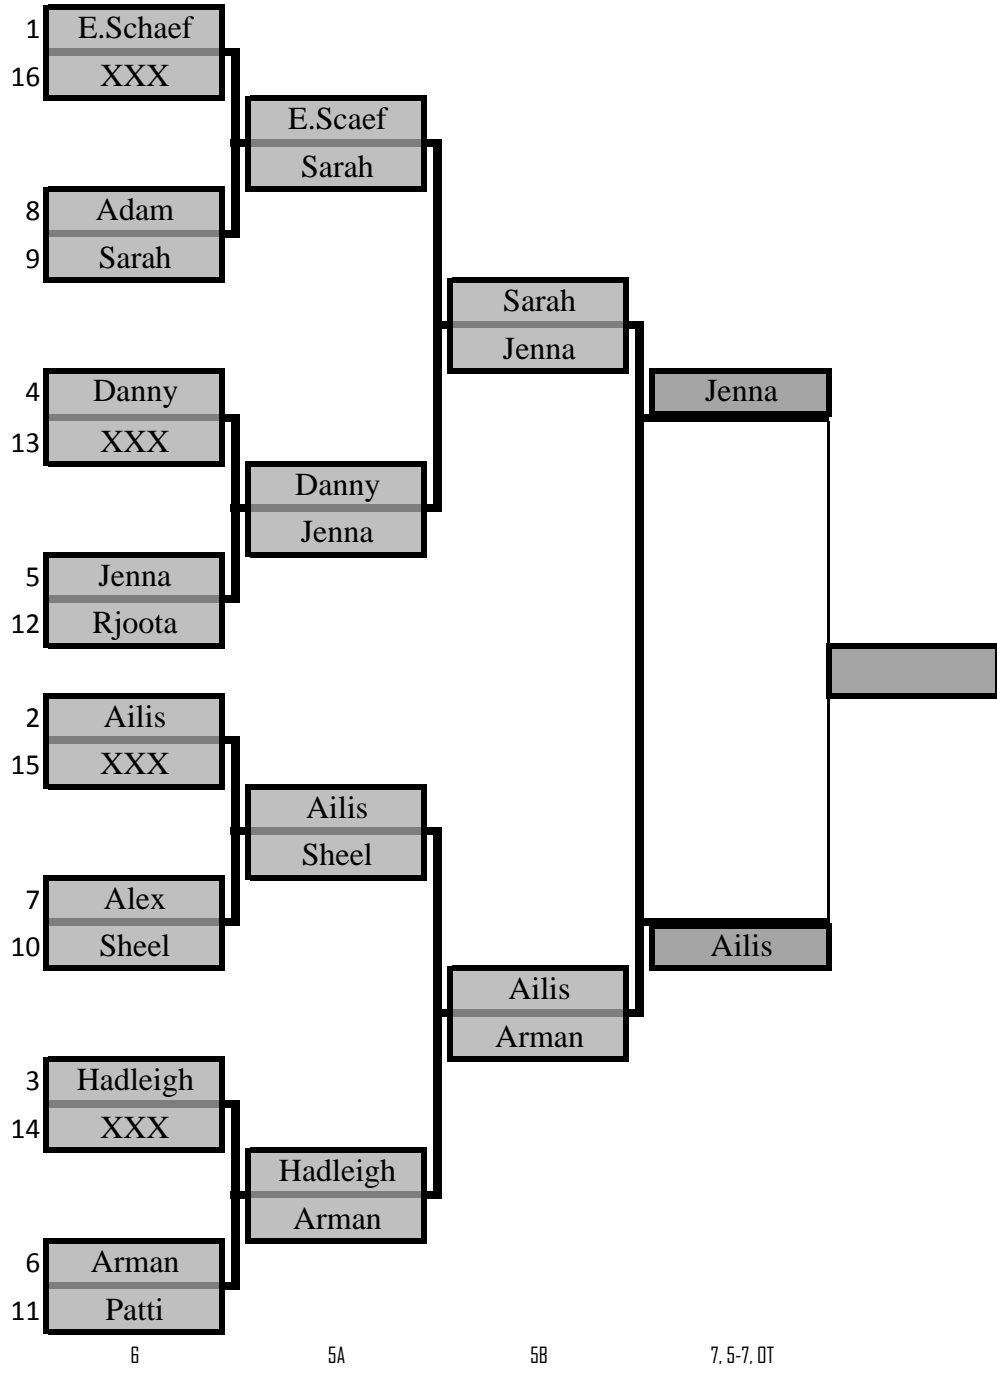 1 E.Schaef
16 XXX
E.Scaef
Sarah
8 Adam
9 Sarah
Sarah
Jenna
4 Danny
13 XXX
Jenna
Danny
Jenna
5 Jenna
12 Rjoota
2 Ailis
15 XXX
Ailis
Sheel
7 Alex
10 Sheel
Ailis
Ailis
Arman
3 Hadleigh
14 XXX
Hadleigh
Arman
6 Arman
11 Patti
6 5A 5B 7, 5-7, OT